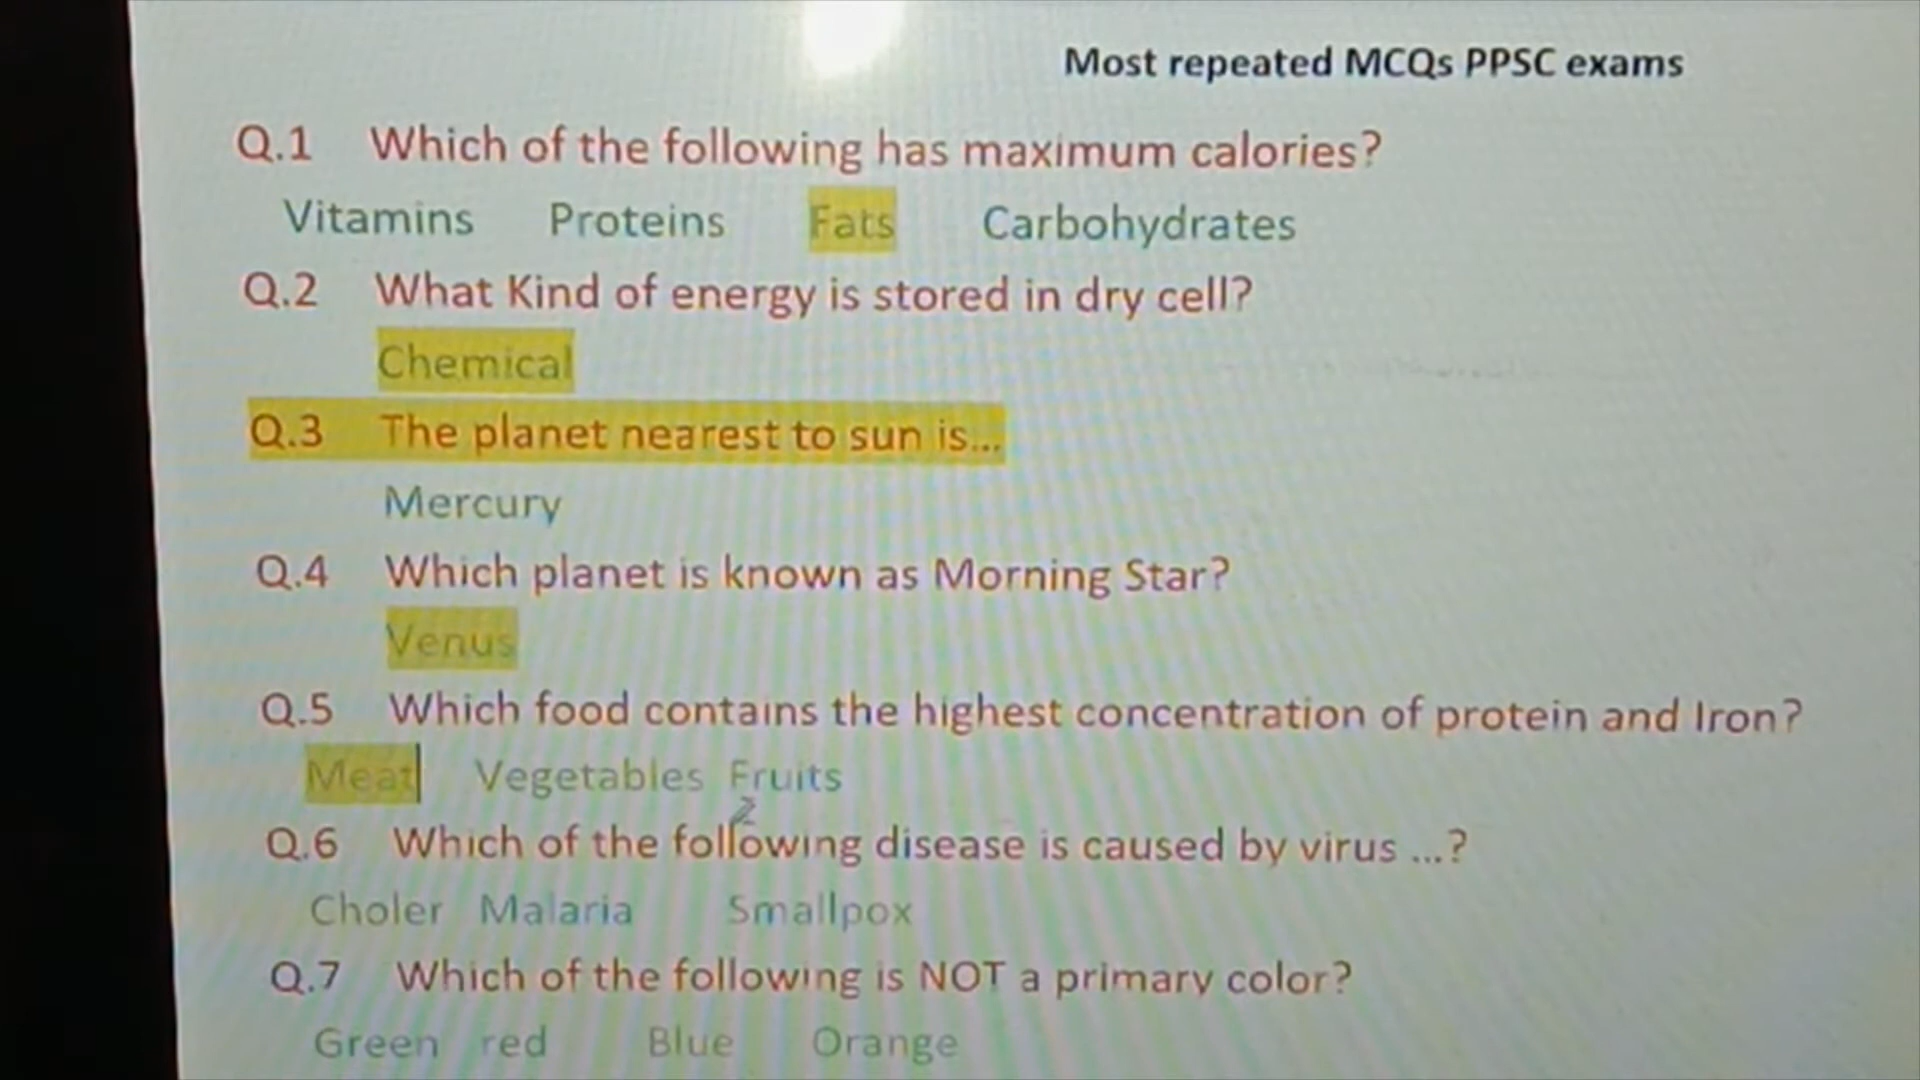 Most repeated MCQs PPSC exams
Q.1 Which of the following has maximum calories?
Vitamins Proteins Fats Carbohydrates
Q.2 What Kind of energy is stored in dry cell?
Chemical
Q.3 The planet nearest to sun is...
Mercury
Q.4 Which planet is known as Morning Star?
Venus
Q.5 Which food contains the highest concentration of protein and Iron?
Meat Vegetables Fruits
Q.6 Which of the following disease is caused by virus ...?
Choler Malaria Smallpox
Q.7 Which of the following is NOT a primary color?
Green red Blue Orange